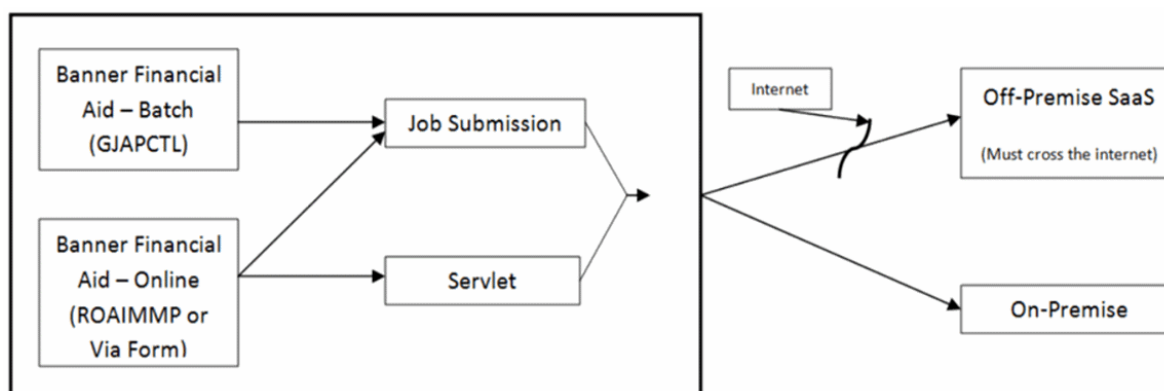 Banner Financial
Aid – Batch
(GJAPCTL)
Job Submission
Banner Financial
Aid – Online
(ROAIMMP or
Via Form)
Servlet
Internet
Off-Premise SaaS
(Must cross the internet)
On-Premise